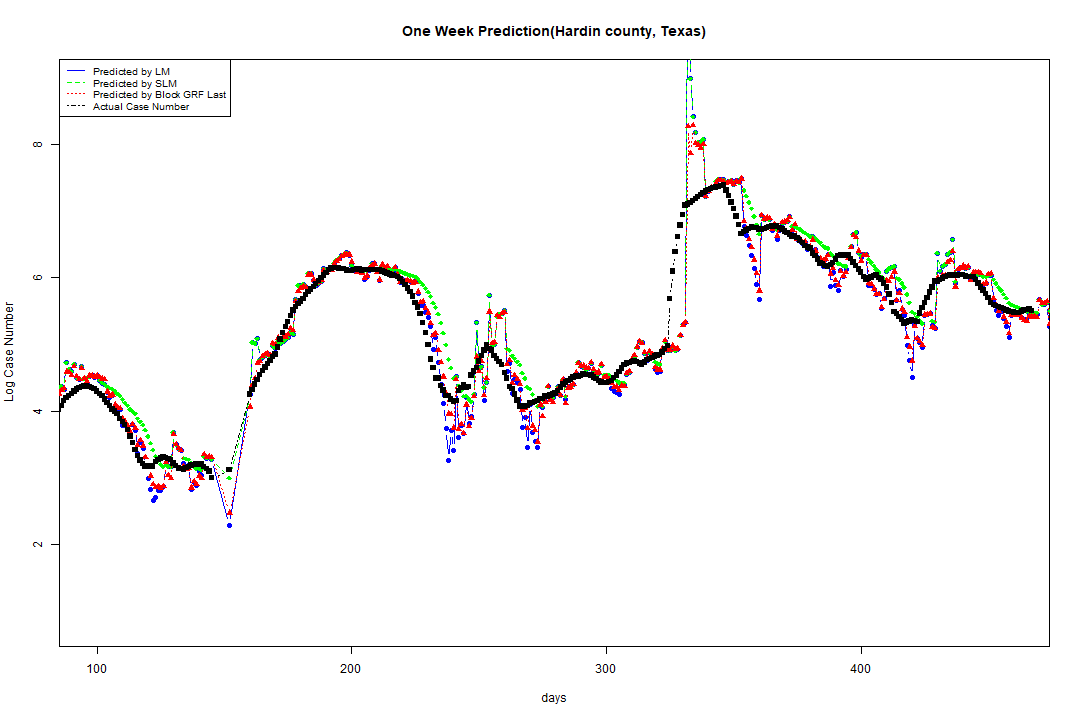 One Week Prediction(Hardin county, Texas)
Predicted by LM
Predicted by SLM
Predicted by Block GRF Last
Actual Case Number
8
6
4
2
Log Case Number
100 200 300 400
days